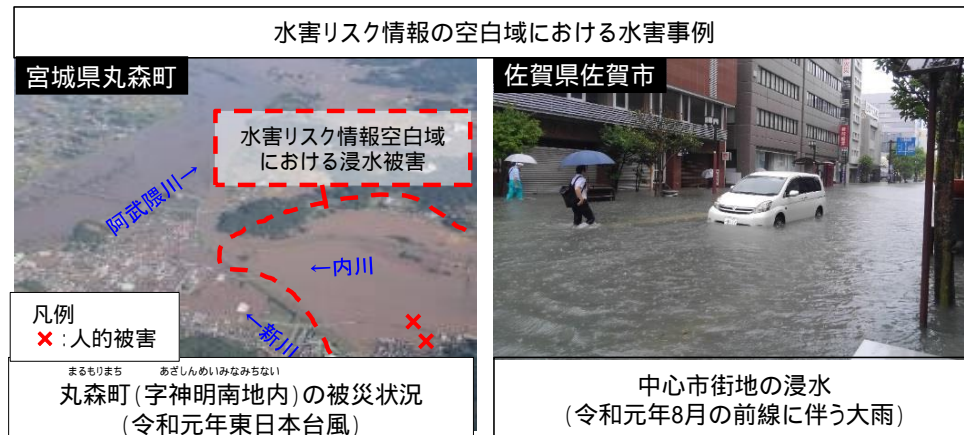 水害リスク情報の空白域における水害事例
宮城県丸森町
水害リスク情報空白域
における浸水被害
阿武隈川→
←内川
←新川
凡例
×:人的被害
まるもりまち あざしんめいみなみちない
丸森町(字神明南地内)の被災状況
(令和元年東日本台風)
佐賀県佐賀市
中心市街地の浸水
(令和元年8月の前線に伴う大雨)